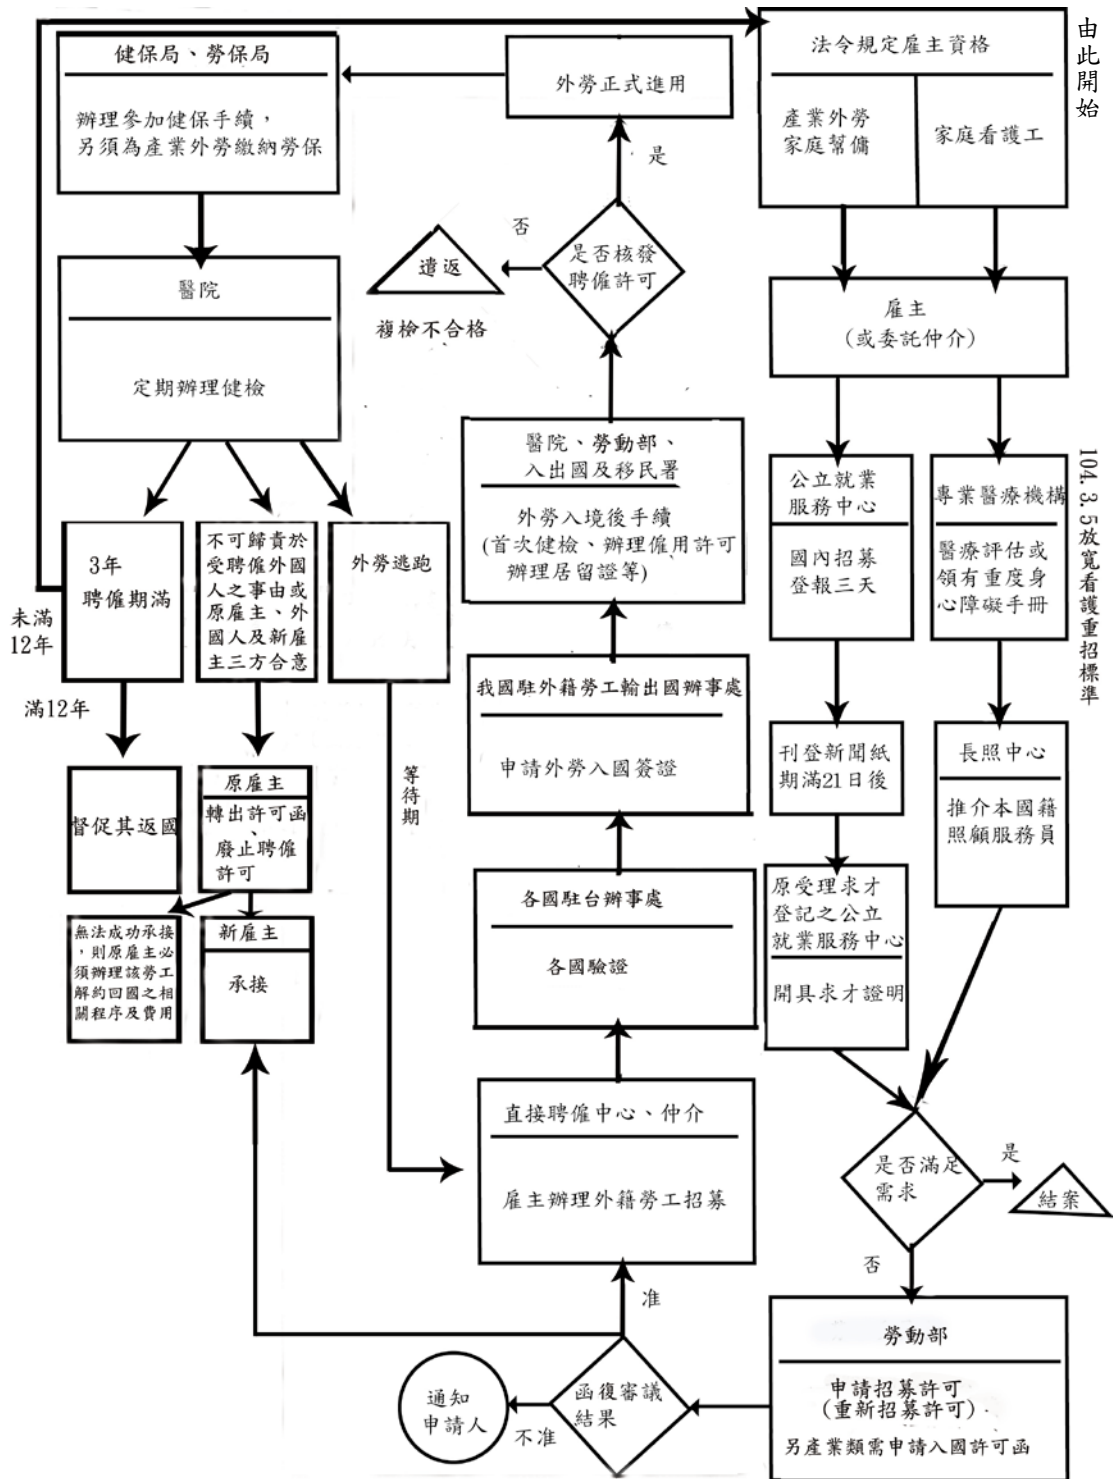 由此開始
法令規定雇主資格
產業外勞
家庭幫傭
家庭看護工
雇主
(或委託仲介)
公立就業
服務中心
國內招募
登報三天
專業醫療機構
醫療評估或
領有重度身
心障礙手冊
104.3.5放寬看護重招標準
刊登新聞紙
期滿21日後
長照中心
推介本國籍
照顧服務員
原受理求才
登記之公立
就業服務中心
開具求才證明
是否滿足
需求
是
結案
否
勞動部
申請招募許可
(重新招募許可)
另產業類需申請入國許可函
函復審議
結果
不准
通知
申請人
准
直接聘僱中心、仲介
雇主辦理外籍勞工招募
各國駐台辦事處
各國驗證
我國駐外籍勞工輸出國辦事處
申請外勞入國簽證
醫院、勞動部、
入出國及移民署
外勞入境後手續
(首次健檢、辦理僱用許可
、辦理居留證等)
是否核發
聘僱許可
否
遣返
複檢不合格
是
外勞正式進用
健保局、勞保局
辦理參加健保手續，
另須為產業外勞繳納勞保
醫院
定期辦理健檢
3年
聘僱期滿
未滿
12年
滿12年
督促其返國
不可歸責於
受聘僱外國
人之事由或
原雇主、外
國人及新雇
主三方合意
原雇主
轉出許可函
、
廢止聘僱
許可
無法成功承接
，則原雇主必
須辦理該勞工
解約回國之相
關程序及費用
新雇主
承接
外勞逃跑
等待期